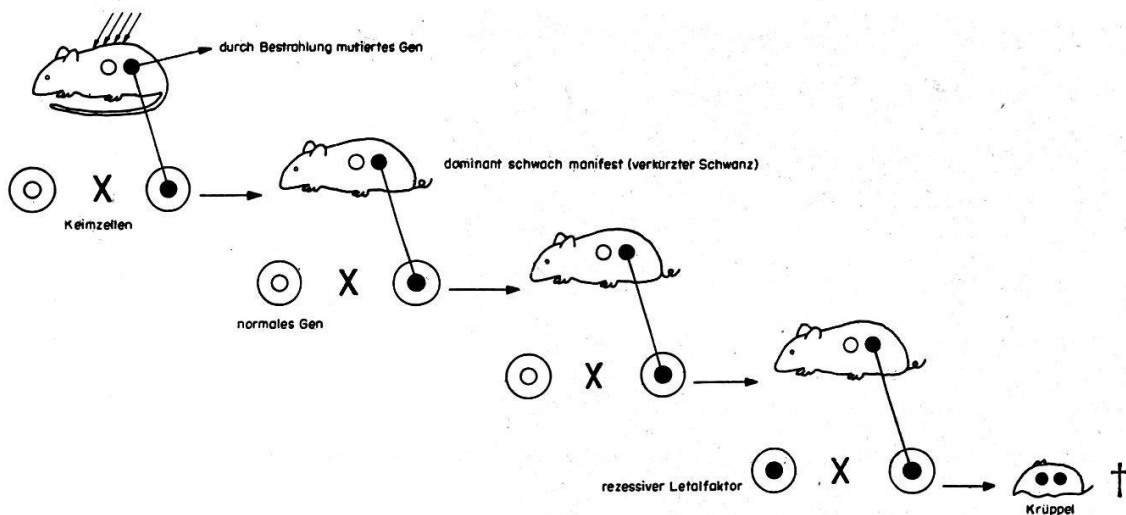 durch Bestrahlung mutiertes Gen
dominant schwach manifest (verkürzter Schwanz)
X
Keimzellen
X
normales Gen
X
rezessiver Letalfaktor
X
†
Krüppel